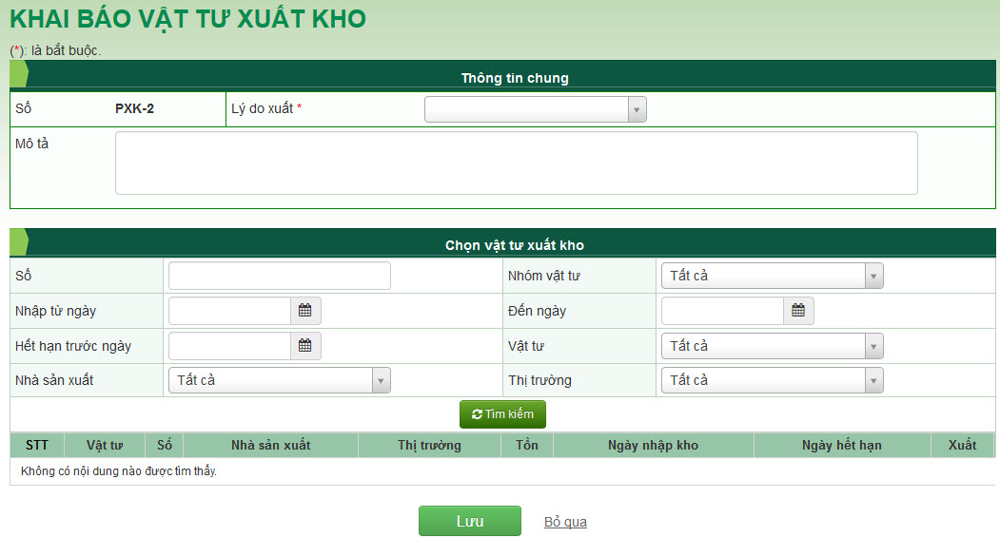 KHAI BÁO VẬT TƯ XUẤT KHO
(*): là bắt buộc.
Thông tin chung
Số PXK-2 Lý do xuất *
Mô tả
Chọn vật tư xuất kho
Số Nhóm vật tư Tất cả
Nhập từ ngày Đến ngày
Hết hạn trước ngày Vật tư Tất cả
Nhà sản xuất Tất cả Thị trường Tất cả
Tìm kiếm
STT Vật tư Số Nhà sản xuất Thị trường Tồn Ngày nhập kho Ngày hết hạn Xuất
Không có nội dung nào được tìm thấy.
Lưu Bỏ qua